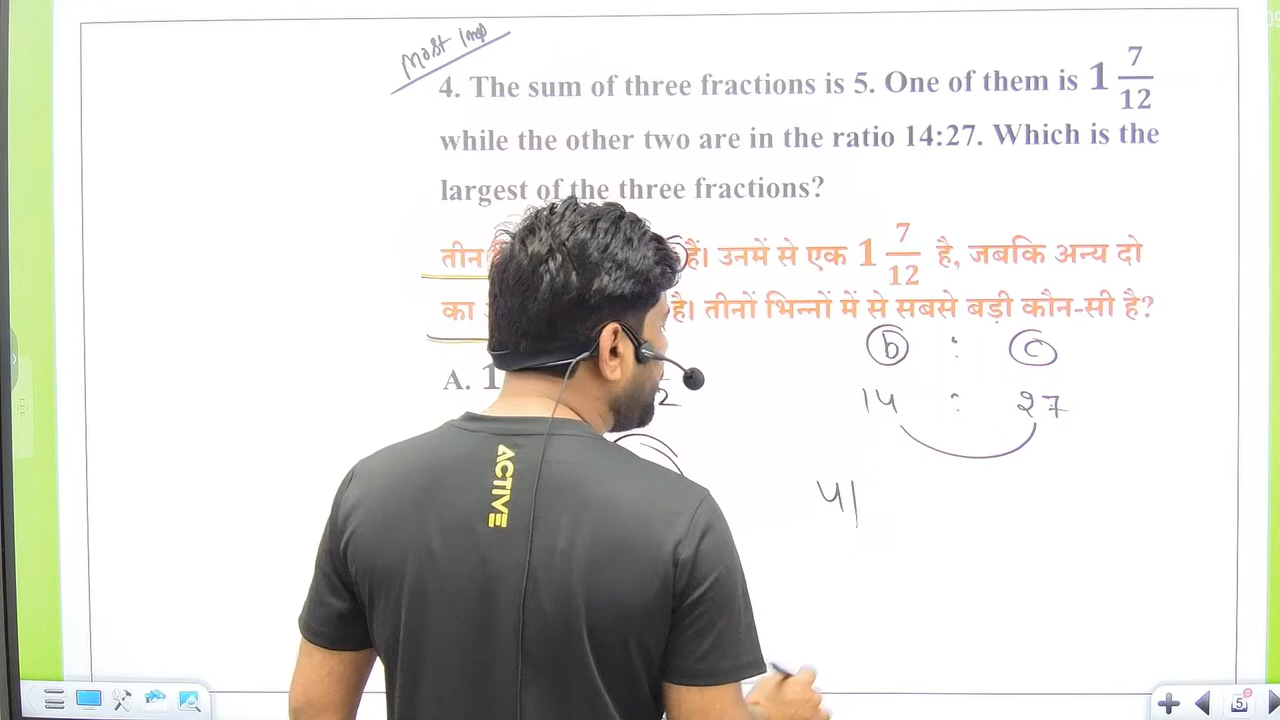 Most Imp
4. The sum of three fractions is 5. One of them is 1 7/12
while the other two are in the ratio 14:27. Which is the
largest of the three fractions?
तीन हैं। उनमें से एक 1 7/12 है, जबकि अन्य दो
का है। तीनों भिन्नों में से सबसे बड़ी कौन-सी है?
b : c
A. 1 2
14 : 27
41
ACTIVE
5